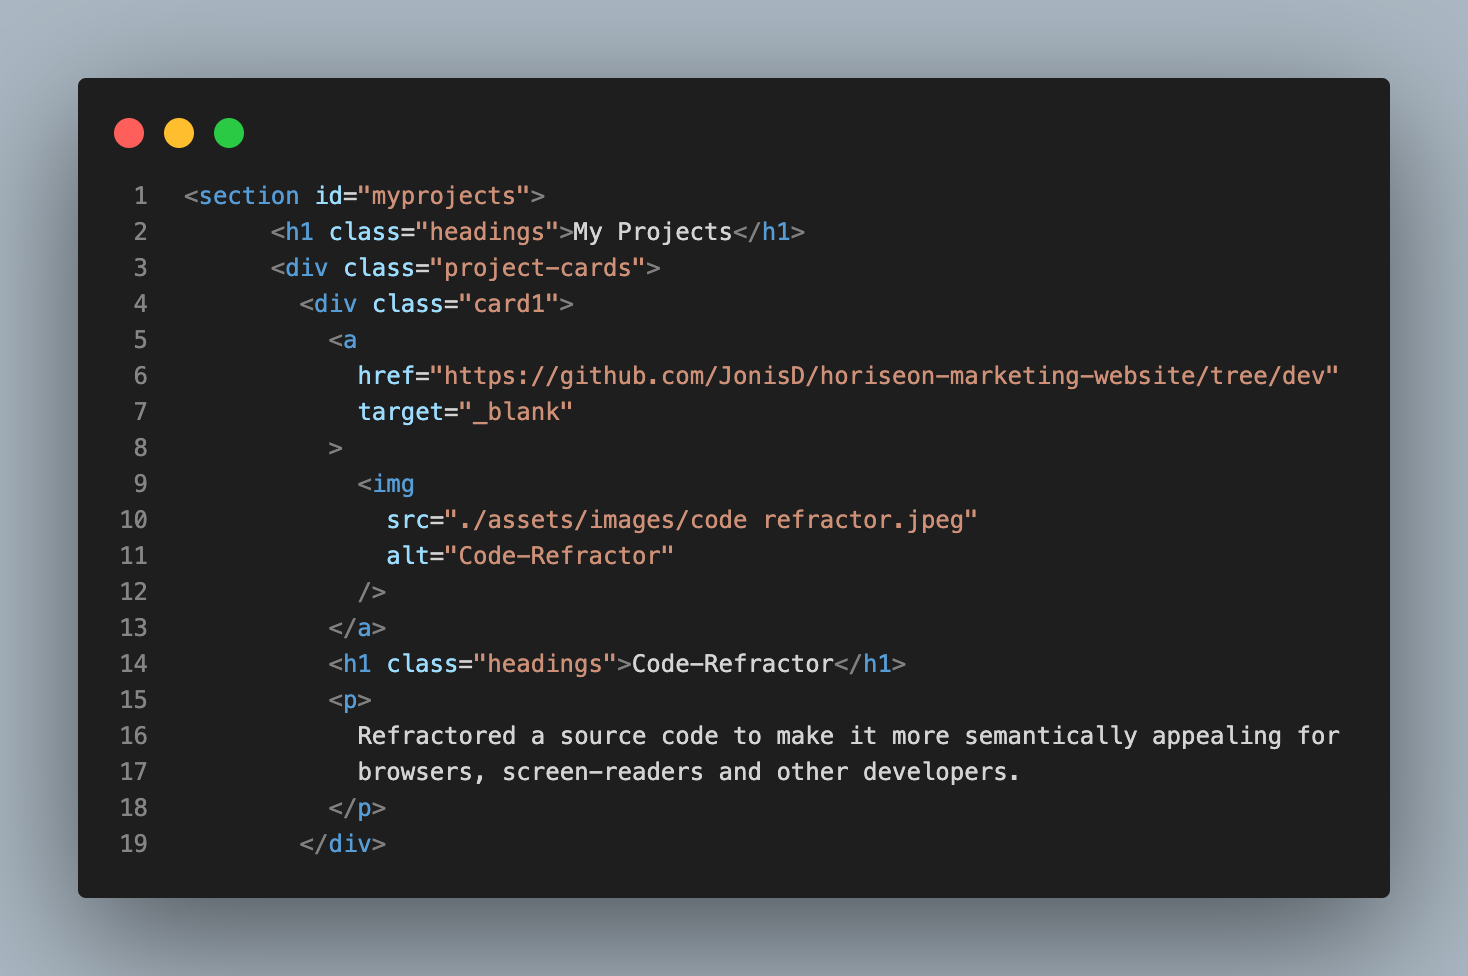 1 <section id="myprojects">
2 <h1 class="headings">My Projects</h1>
3 <div class="project-cards">
4 <div class="card1">
5 <a
6 href="https://github.com/JonisD/horiseon-marketing-website/tree/dev"
7 target="_blank"
8 >
9 <img
10 src="./assets/images/code refractor.jpeg"
11 alt="Code-Refractor"
12 />
13 </a>
14 <h1 class="headings">Code-Refractor</h1>
15 <p>
16 Refractored a source code to make it more semantically appealing for
17 browsers, screen-readers and other developers.
18 </p>
19 </div>